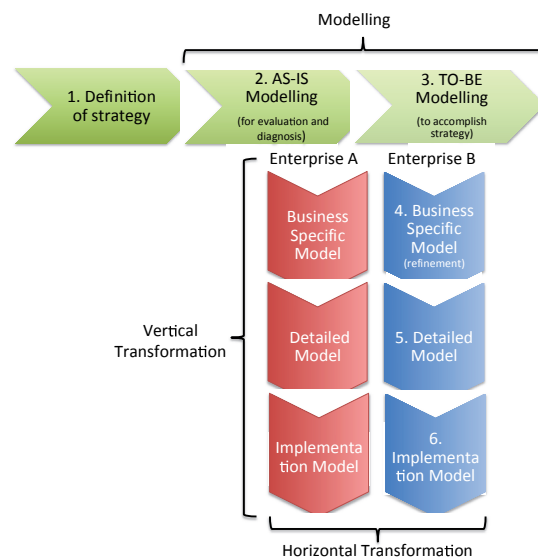 Modelling
1. Definition
of strategy
2. AS-IS
Modelling
(for evaluation and
diagnosis)
3. TO-BE
Modelling
(to accomplish
strategy)
Enterprise A
Enterprise B
Business
Specific
Model
4. Business
Specific
Model
(refinement)
Vertical
Transformation
Detailed
Model
5. Detailed
Model
Implementa
tion Model
6.
Implementa
tion Model
Horizontal Transformation